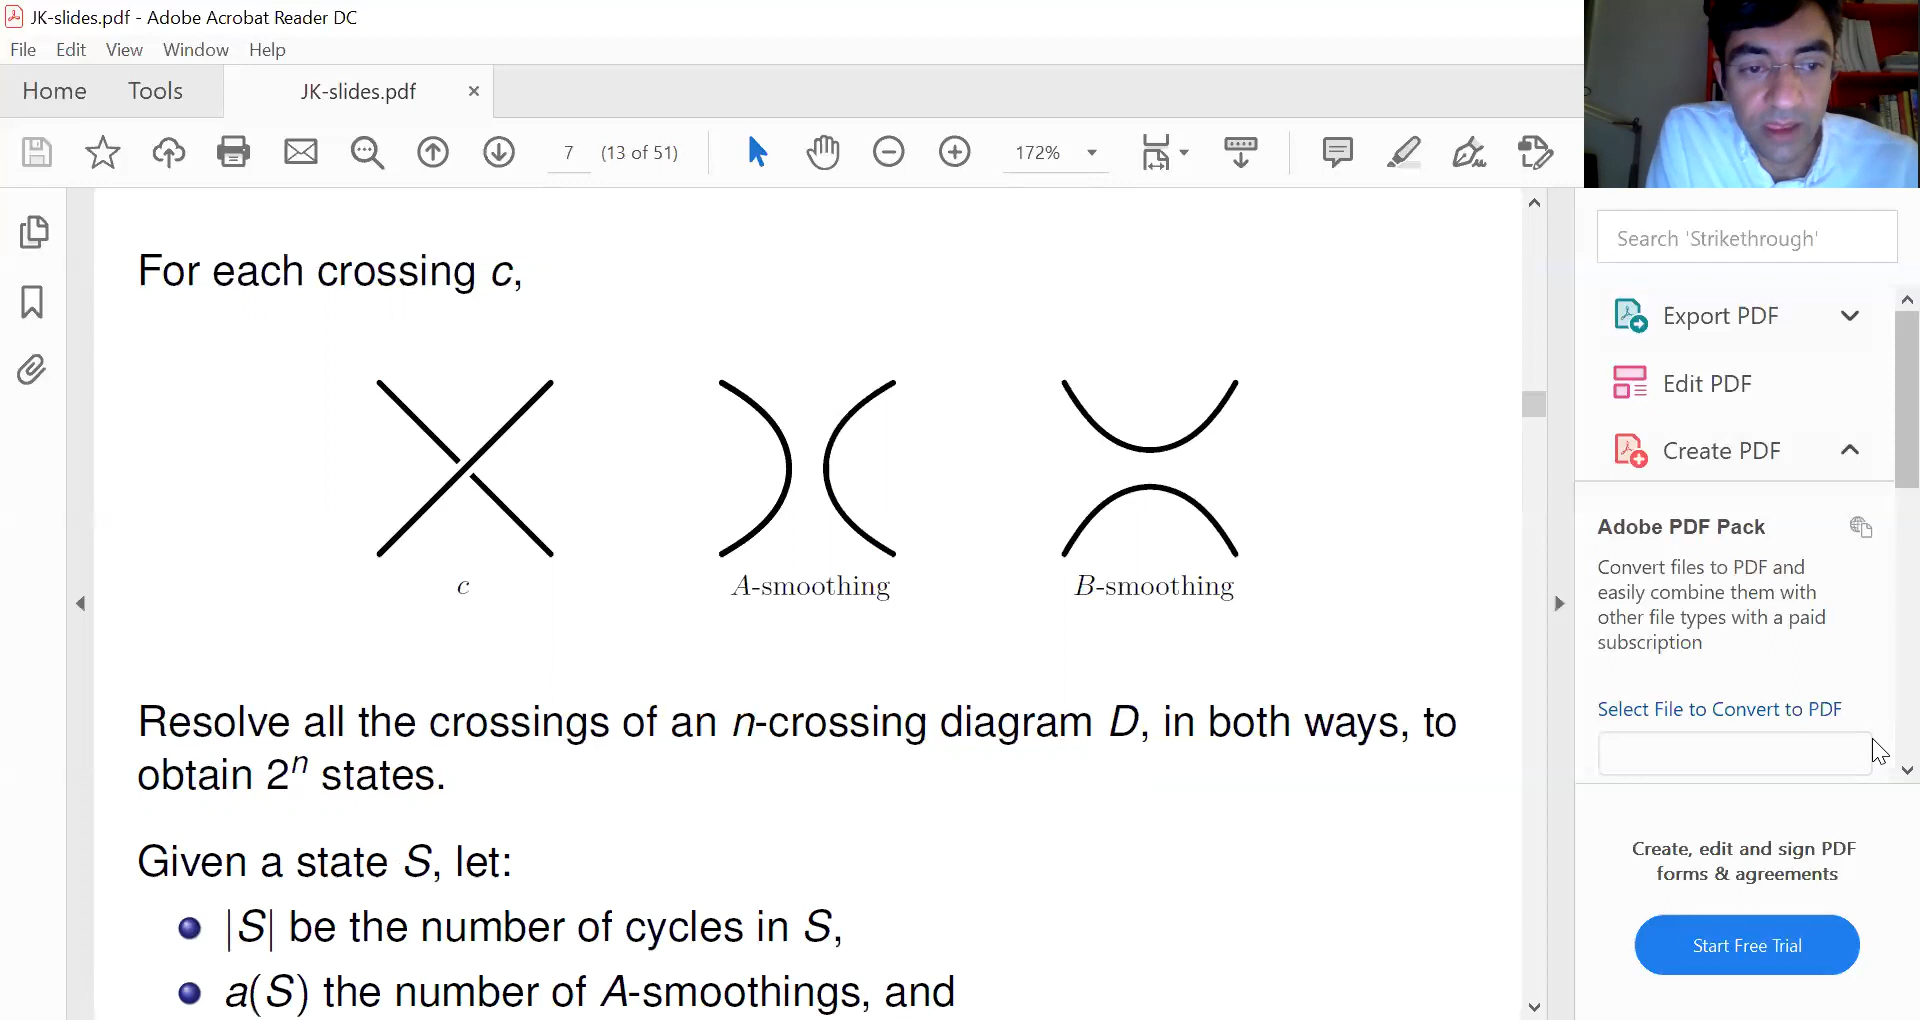 JK-slides.pdf - Adobe Acrobat Reader DC
File Edit View Window Help
Home Tools JK-slides.pdf ×
7 (13 of 51) 172%
For each crossing c,
c A-smoothing B-smoothing
Resolve all the crossings of an n-crossing diagram D, in both ways, to
obtain 2ⁿ states.
Given a state S, let:
|S| be the number of cycles in S,
a(S) the number of A-smoothings, and
Search 'Strikethrough'
Export PDF
Edit PDF
Create PDF
Adobe PDF Pack
Convert files to PDF and
easily combine them with
other file types with a paid
subscription
Select File to Convert to PDF
Create, edit and sign PDF
forms & agreements
Start Free Trial